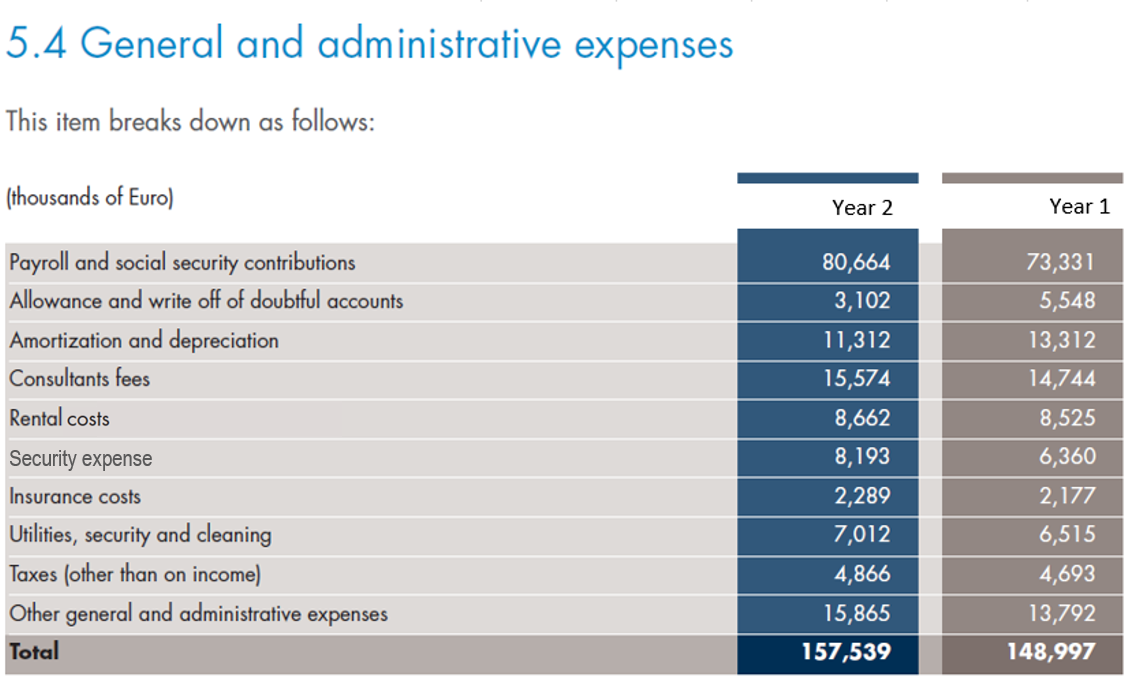 5.4 General and administrative expenses
This item breaks down as follows:
(thousands of Euro) Year 2 Year 1
Payroll and social security contributions 80,664 73,331
Allowance and write off of doubtful accounts 3,102 5,548
Amortization and depreciation 11,312 13,312
Consultants fees 15,574 14,744
Rental costs 8,662 8,525
Security expense 8,193 6,360
Insurance costs 2,289 2,177
Utilities, security and cleaning 7,012 6,515
Taxes (other than on income) 4,866 4,693
Other general and administrative expenses 15,865 13,792
Total 157,539 148,997